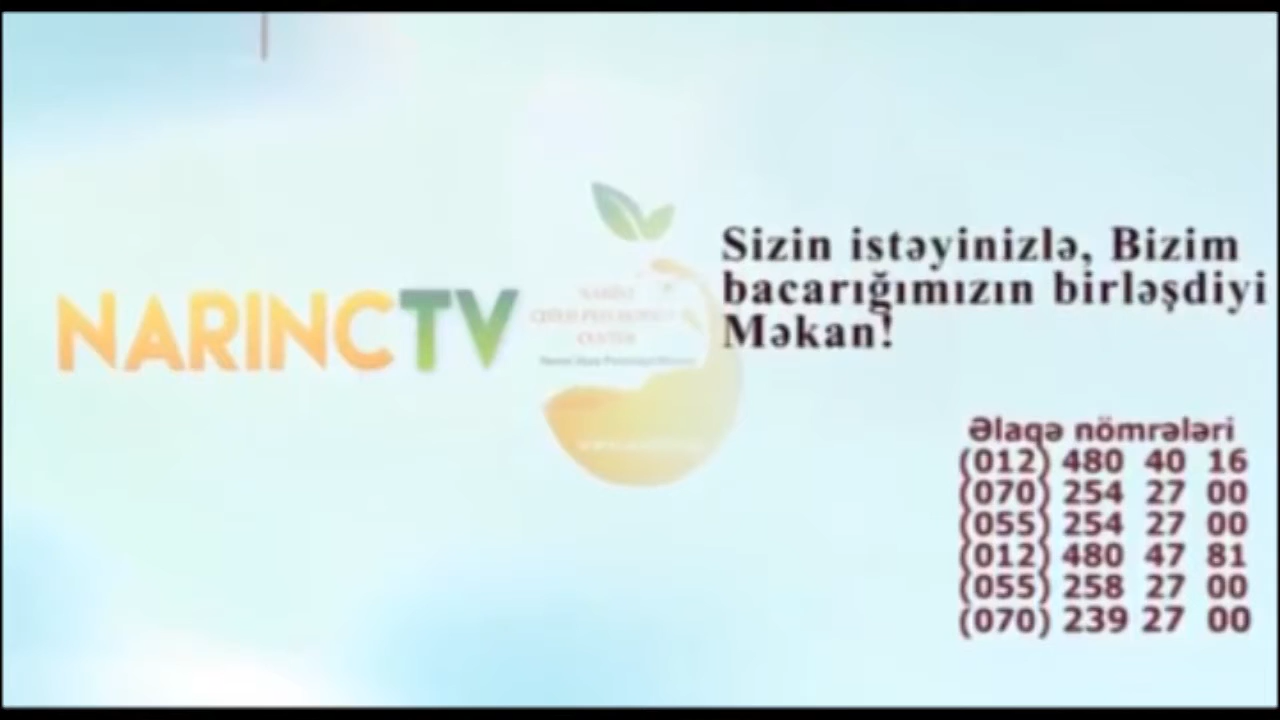 NARINCTV
CENTER
Sizin istəyinizlə, Bizim
bacarığımızın birləşdiyi
Məkan!
Əlaqə nömrələri
(012) 480 40 16
(070) 254 27 00
(055) 254 27 00
(012) 480 47 81
(055) 258 27 00
(070) 239 27 00